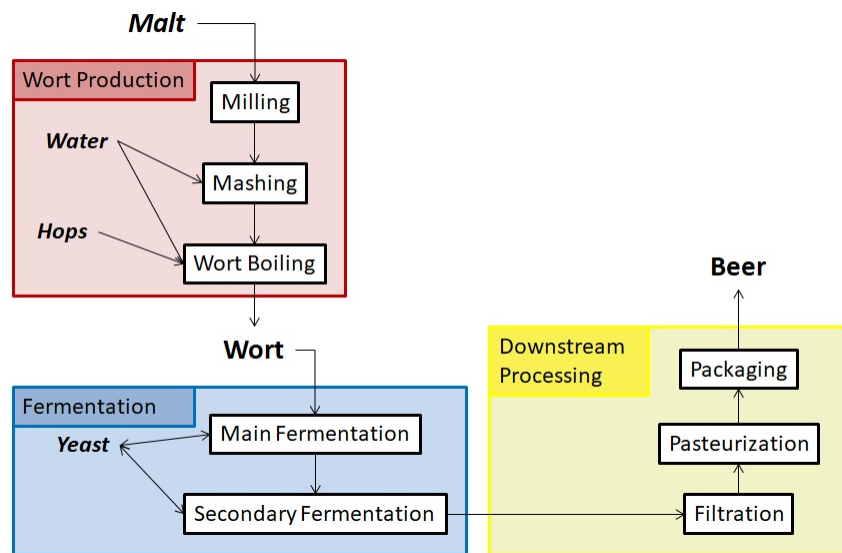 Malt
Wort Production
Milling
Water
Mashing
Hops
Wort Boiling
Wort
Fermentation
Main Fermentation
Yeast
Secondary Fermentation
Beer
Downstream
Processing
Packaging
Pasteurization
Filtration